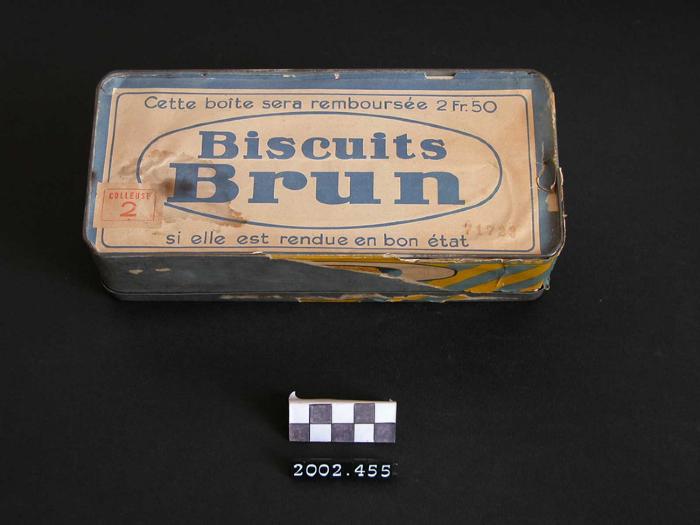 Cette boîte sera remboursée 2 Fr. 50
Biscuits
Brun
COLLEUSE
2
si elle est rendue en bon état
2002.455